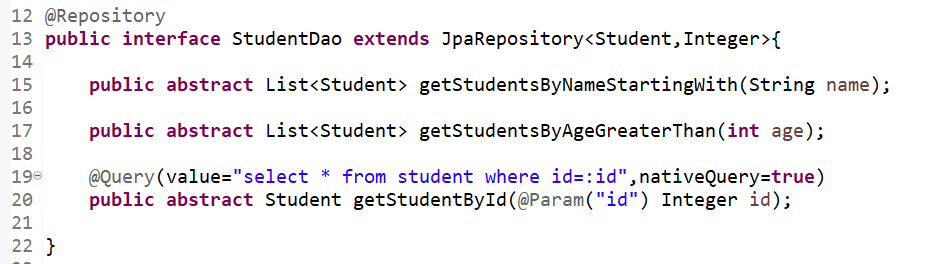 12 @Repository
13 public interface StudentDao extends JpaRepository<Student,Integer>{
14
15     public abstract List<Student> getStudentsByNameStartingWith(String name);
16
17     public abstract List<Student> getStudentsByAgeGreaterThan(int age);
18
19     @Query(value="select * from student where id=:id",nativeQuery=true)
20     public abstract Student getStudentById(@Param("id") Integer id);
21
22 }